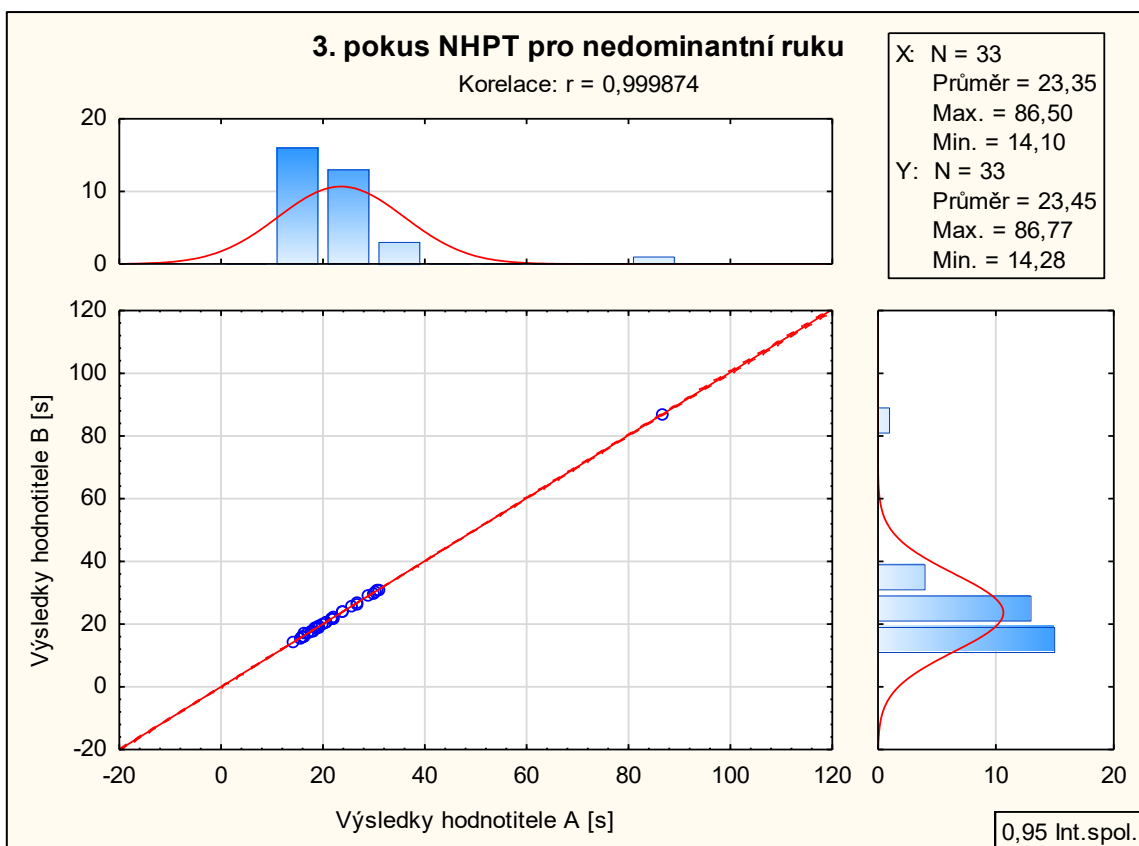 3. pokus NHPT pro nedominantní ruku
Korelace: r = 0,999874
X: N = 33
Průměr = 23,35
Max. = 86,50
Min. = 14,10
Y: N = 33
Průměr = 23,45
Max. = 86,77
Min. = 14,28
20
10
0
120
100
80
60
40
20
0
-20
Výsledky hodnotitele B [s]
-20 0 20 40 60 80 100 120
0 10 20
Výsledky hodnotitele A [s]
0,95 Int.spol.